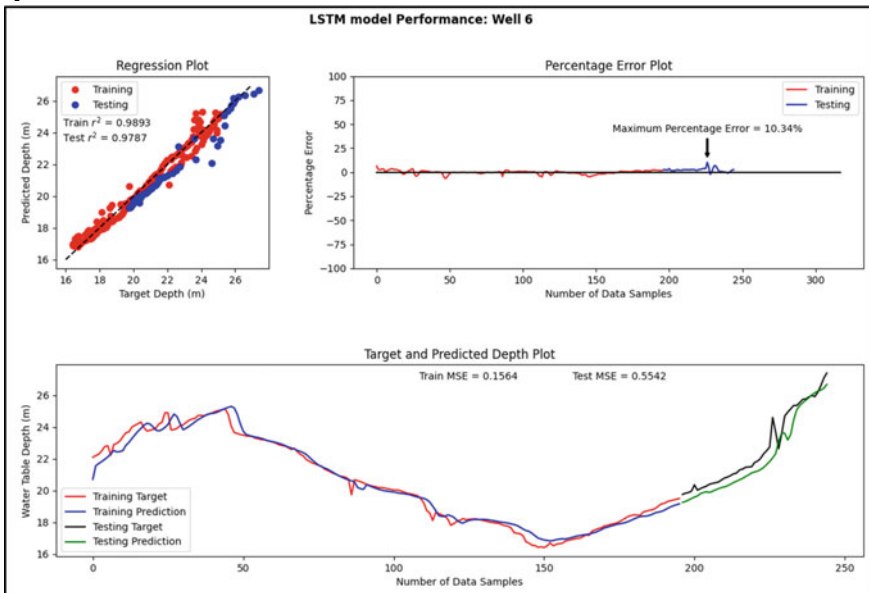 LSTM model Performance: Well 6
Regression Plot
Training
Testing
Train r² = 0.9893
Test r² = 0.9787
Predicted Depth (m)
26
24
22
20
18
16
16 18 20 22 24 26
Target Depth (m)
Percentage Error Plot
Training
Testing
Maximum Percentage Error = 10.34%
Percentage Error
100
75
50
25
0
-25
-50
-75
-100
0 50 100 150 200 250 300
Number of Data Samples
Target and Predicted Depth Plot
Train MSE = 0.1564 Test MSE = 0.5542
Water Table Depth (m)
26
24
22
20
18
16
Training Target
Training Prediction
Testing Target
Testing Prediction
0 50 100 150 200 250
Number of Data Samples